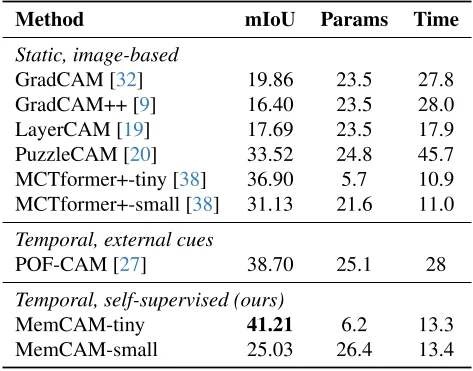 Method mIoU Params Time
Static, image-based
GradCAM [32] 19.86 23.5 27.8
GradCAM++ [9] 16.40 23.5 28.0
LayerCAM [19] 17.69 23.5 17.9
PuzzleCAM [20] 33.52 24.8 45.7
MCTformer+-tiny [38] 36.90 5.7 10.9
MCTformer+-small [38] 31.13 21.6 11.0
Temporal, external cues
POF-CAM [27] 38.70 25.1 28
Temporal, self-supervised (ours)
MemCAM-tiny 41.21 6.2 13.3
MemCAM-small 25.03 26.4 13.4